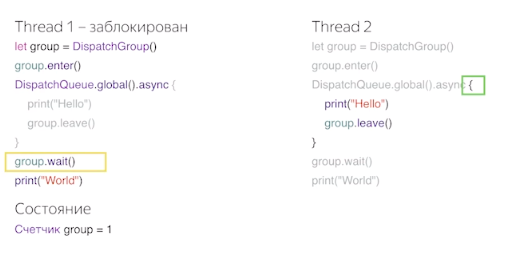 Thread 1 – заблокирован
let group = DispatchGroup()
group.enter()
DispatchQueue.global().async {
print("Hello")
group.leave()
}
group.wait()
print("World")
Состояние
Счетчик group = 1
Thread 2
let group = DispatchGroup()
group.enter()
DispatchQueue.global().async {
print("Hello")
group.leave()
}
group.wait()
print("World")